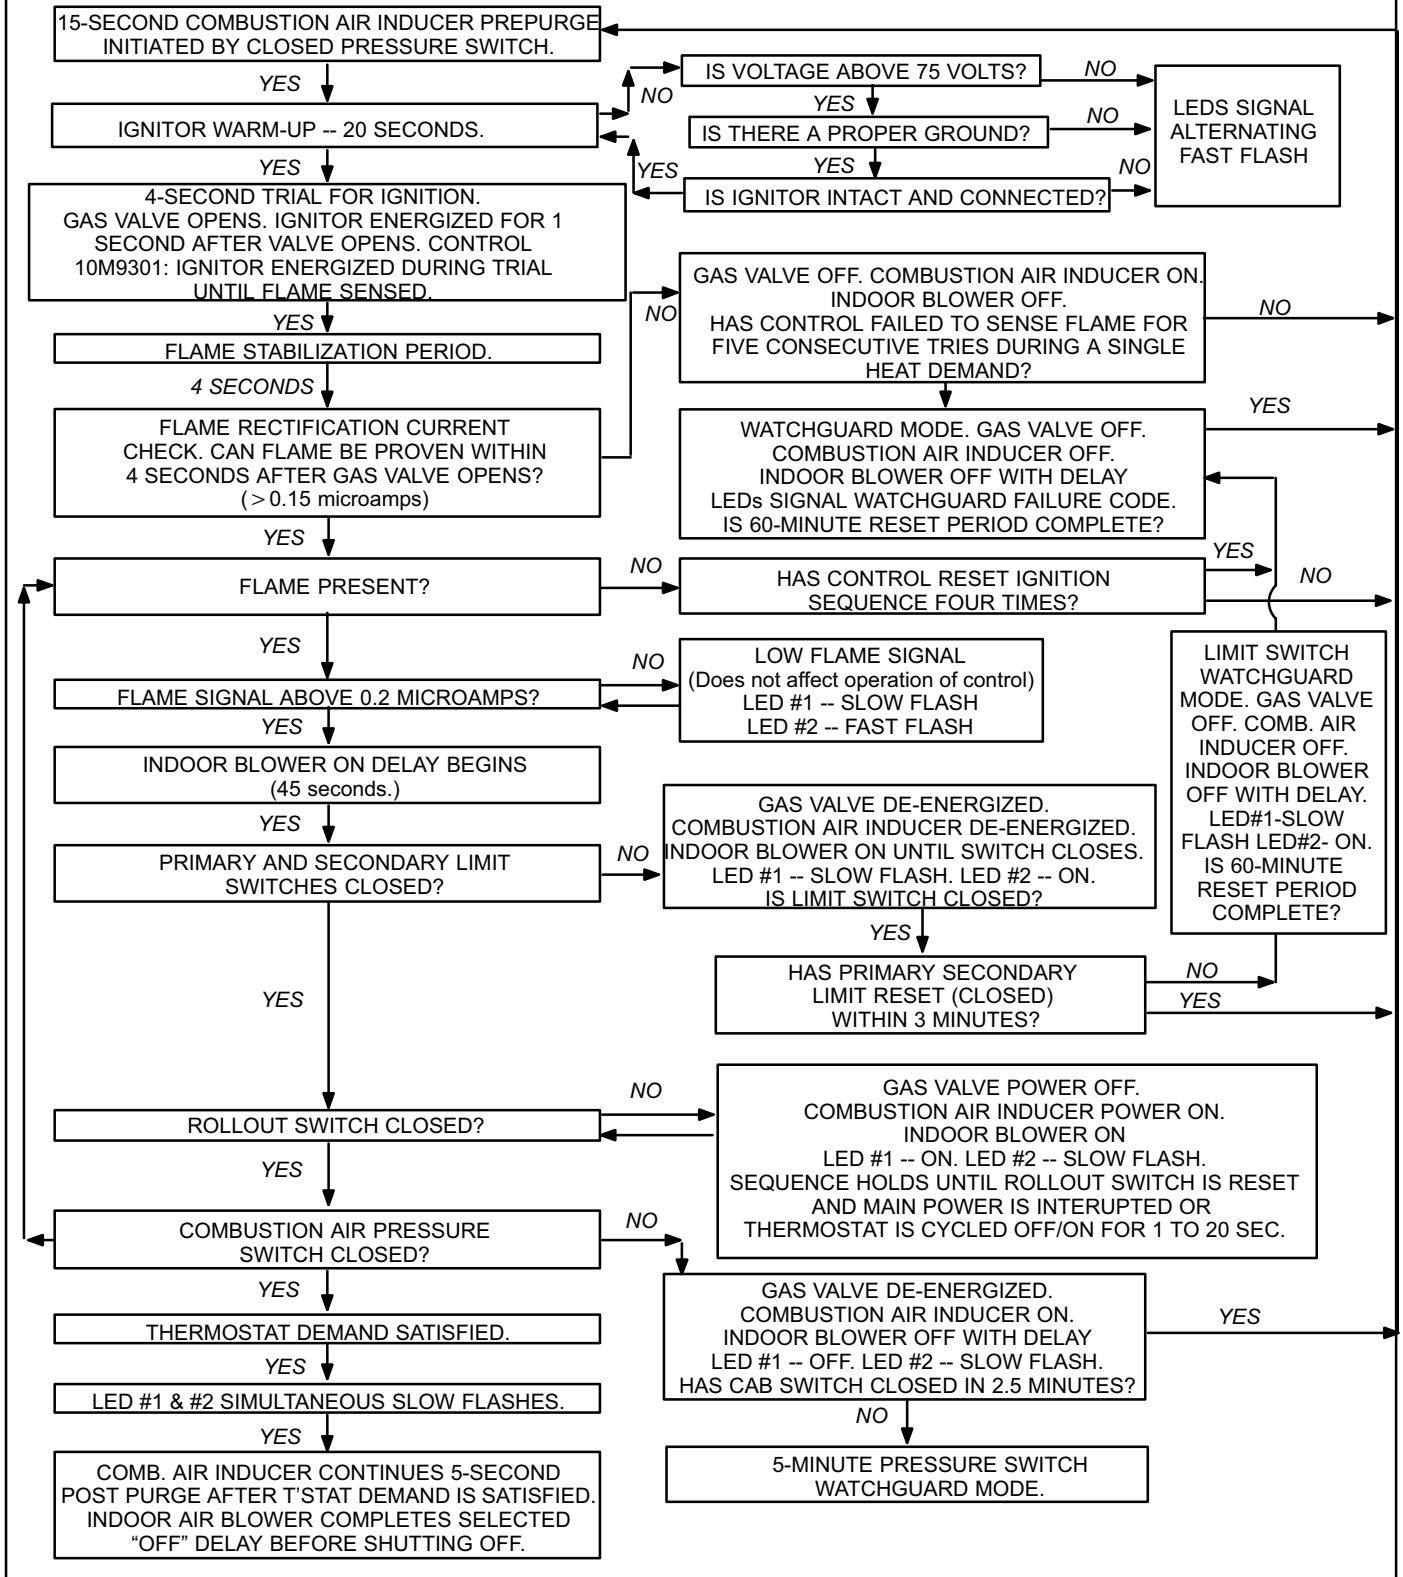 15-SECOND COMBUSTION AIR INDUCER PREPURGE
INITIATED BY CLOSED PRESSURE SWITCH.
YES
IGNITOR WARM-UP -- 20 SECONDS.
NO
IS VOLTAGE ABOVE 75 VOLTS?
NO
YES
IS THERE A PROPER GROUND?
NO
YES
IS IGNITOR INTACT AND CONNECTED?
NO
YES
LEDS SIGNAL
ALTERNATING
FAST FLASH
YES
4-SECOND TRIAL FOR IGNITION.
GAS VALVE OPENS. IGNITOR ENERGIZED FOR 1
SECOND AFTER VALVE OPENS. CONTROL
10M9301: IGNITOR ENERGIZED DURING TRIAL
UNTIL FLAME SENSED.
YES
FLAME STABILIZATION PERIOD.
4 SECONDS
FLAME RECTIFICATION CURRENT
CHECK. CAN FLAME BE PROVEN WITHIN
4 SECONDS AFTER GAS VALVE OPENS?
(>0.15 microamps)
NO
GAS VALVE OFF. COMBUSTION AIR INDUCER ON.
INDOOR BLOWER OFF.
HAS CONTROL FAILED TO SENSE FLAME FOR
FIVE CONSECUTIVE TRIES DURING A SINGLE
HEAT DEMAND?
NO
WATCHGUARD MODE. GAS VALVE OFF.
COMBUSTION AIR INDUCER OFF.
INDOOR BLOWER OFF WITH DELAY
LEDs SIGNAL WATCHGUARD FAILURE CODE.
IS 60-MINUTE RESET PERIOD COMPLETE?
YES
YES
FLAME PRESENT?
NO
HAS CONTROL RESET IGNITION
SEQUENCE FOUR TIMES?
YES
NO
YES
FLAME SIGNAL ABOVE 0.2 MICROAMPS?
NO
LOW FLAME SIGNAL
(Does not affect operation of control)
LED #1 -- SLOW FLASH
LED #2 -- FAST FLASH
LIMIT SWITCH
WATCHGUARD
MODE. GAS VALVE
OFF. COMB. AIR
INDUCER OFF.
INDOOR BLOWER
OFF WITH DELAY.
LED#1-SLOW
FLASH LED#2- ON.
IS 60-MINUTE
RESET PERIOD
COMPLETE?
YES
INDOOR BLOWER ON DELAY BEGINS
(45 seconds.)
YES
PRIMARY AND SECONDARY LIMIT
SWITCHES CLOSED?
NO
GAS VALVE DE-ENERGIZED.
COMBUSTION AIR INDUCER DE-ENERGIZED.
INDOOR BLOWER ON UNTIL SWITCH CLOSES.
LED #1 -- SLOW FLASH. LED #2 -- ON.
IS LIMIT SWITCH CLOSED?
YES
HAS PRIMARY SECONDARY
LIMIT RESET (CLOSED)
WITHIN 3 MINUTES?
NO
YES
YES
ROLLOUT SWITCH CLOSED?
NO
GAS VALVE POWER OFF.
COMBUSTION AIR INDUCER POWER ON.
INDOOR BLOWER ON
LED #1 -- ON. LED #2 -- SLOW FLASH.
SEQUENCE HOLDS UNTIL ROLLOUT SWITCH IS RESET
AND MAIN POWER IS INTERUPTED OR
THERMOSTAT IS CYCLED OFF/ON FOR 1 TO 20 SEC.
YES
COMBUSTION AIR PRESSURE
SWITCH CLOSED?
NO
GAS VALVE DE-ENERGIZED.
COMBUSTION AIR INDUCER ON.
INDOOR BLOWER OFF WITH DELAY
LED #1 -- OFF. LED #2 -- SLOW FLASH.
HAS CAB SWITCH CLOSED IN 2.5 MINUTES?
YES
NO
5-MINUTE PRESSURE SWITCH
WATCHGUARD MODE.
YES
THERMOSTAT DEMAND SATISFIED.
YES
LED #1 & #2 SIMULTANEOUS SLOW FLASHES.
YES
COMB. AIR INDUCER CONTINUES 5-SECOND
POST PURGE AFTER T’STAT DEMAND IS SATISFIED.
INDOOR AIR BLOWER COMPLETES SELECTED
“OFF” DELAY BEFORE SHUTTING OFF.